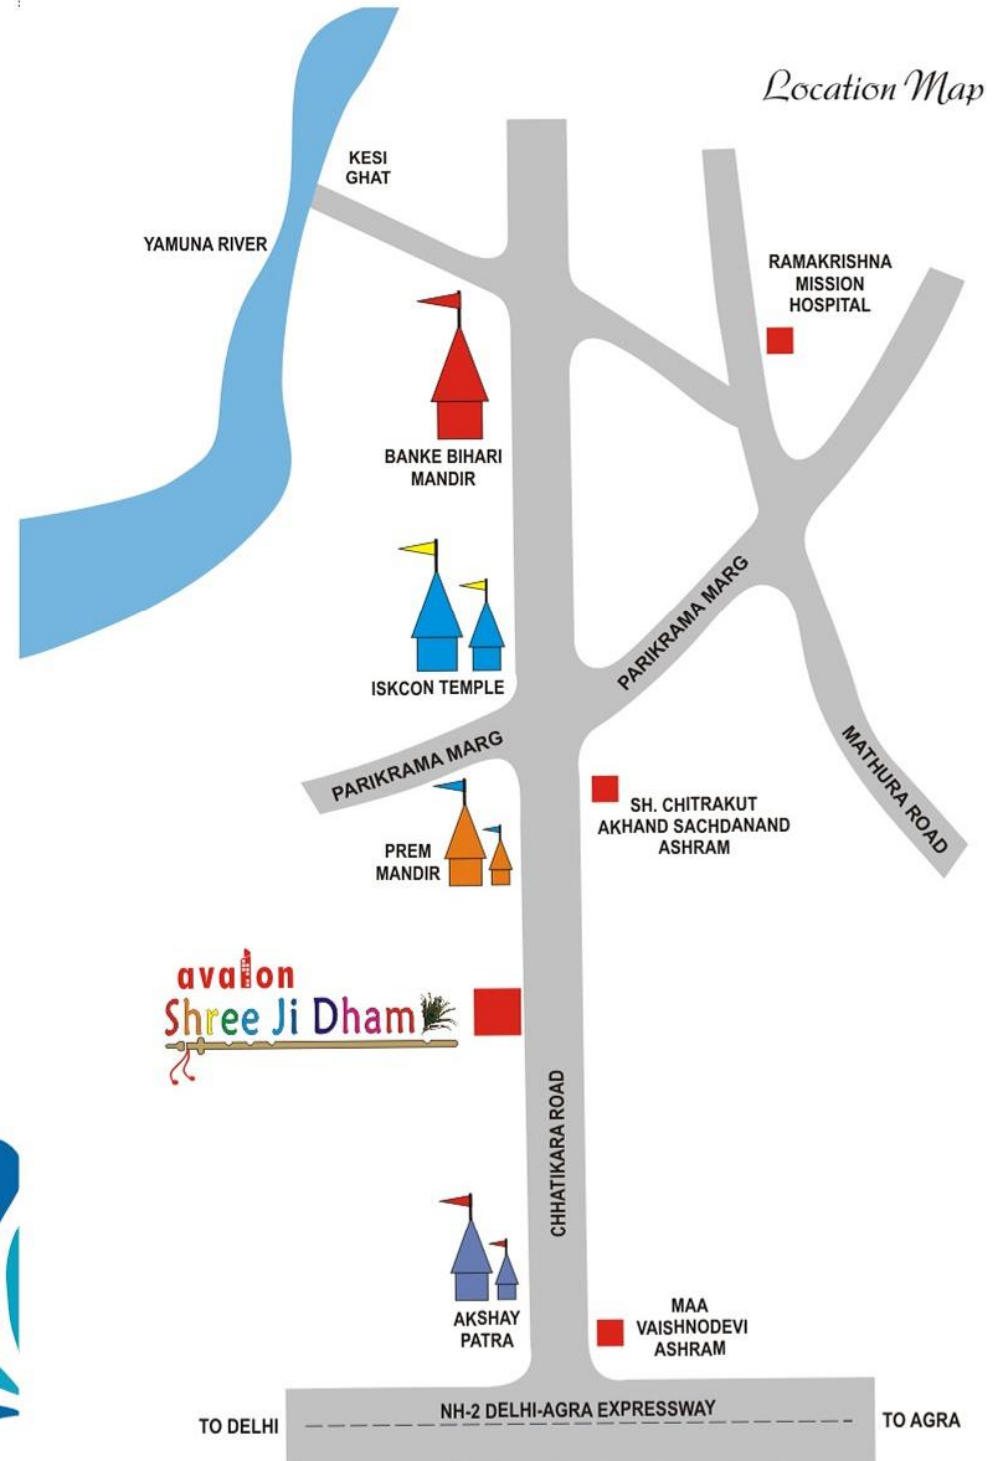 Location Map
KESI
GHAT
YAMUNA RIVER
RAMAKRISHNA
MISSION
HOSPITAL
BANKE BIHARI
MANDIR
PARIKRAMA MARG
ISKCON TEMPLE
PARIKRAMA MARG
MATHURA ROAD
SH. CHITRAKUT
AKHAND SACHDANAND
ASHRAM
PREM
MANDIR
avalon
Shree Ji Dham
CHHATIKARA ROAD
AKSHAY
PATRA
MAA
VAISHNODEVI
ASHRAM
NH-2 DELHI-AGRA EXPRESSWAY
TO DELHI
TO AGRA